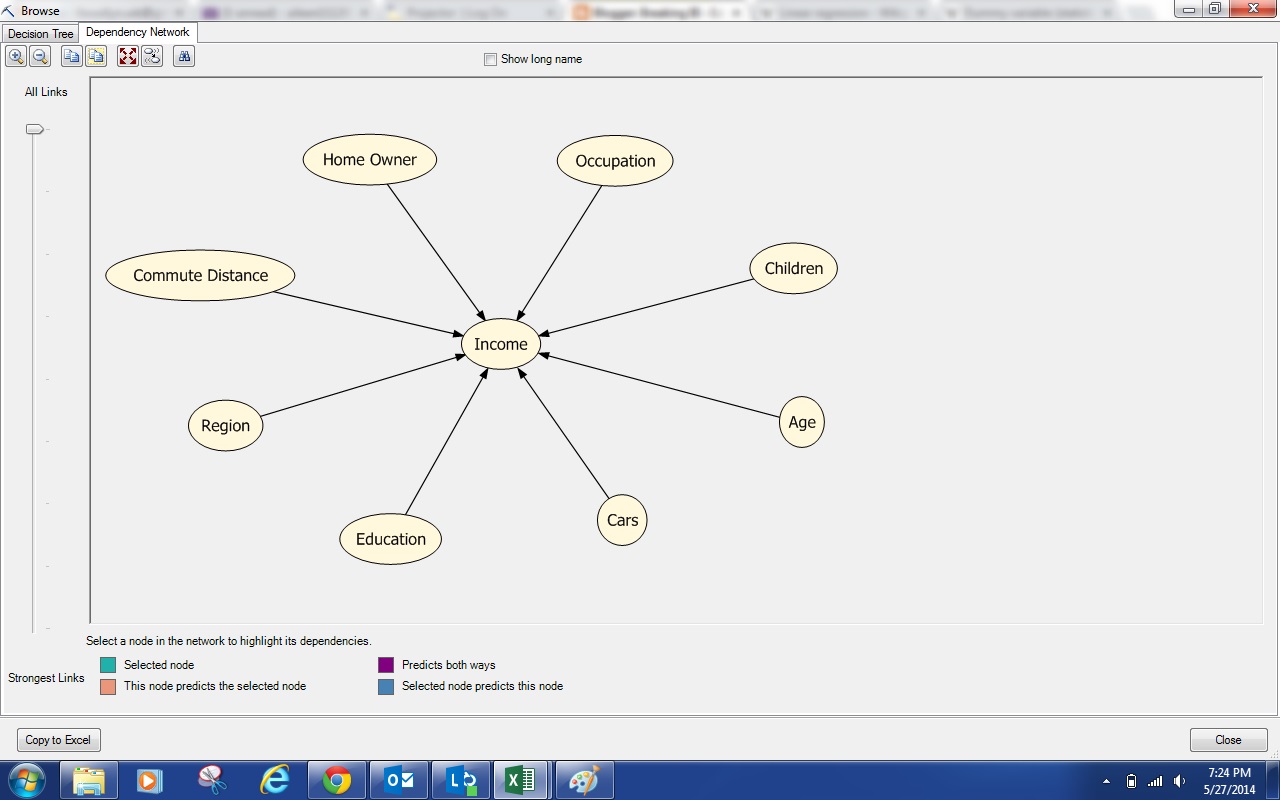 Browse
Decision Tree
Dependency Network
Show long name
All Links
Home Owner
Occupation
Commute Distance
Children
Income
Region
Age
Education
Cars
Select a node in the network to highlight its dependencies.
Selected node
Predicts both ways
Strongest Links
This node predicts the selected node
Selected node predicts this node
Copy to Excel
Close
7:24 PM
5/27/2014